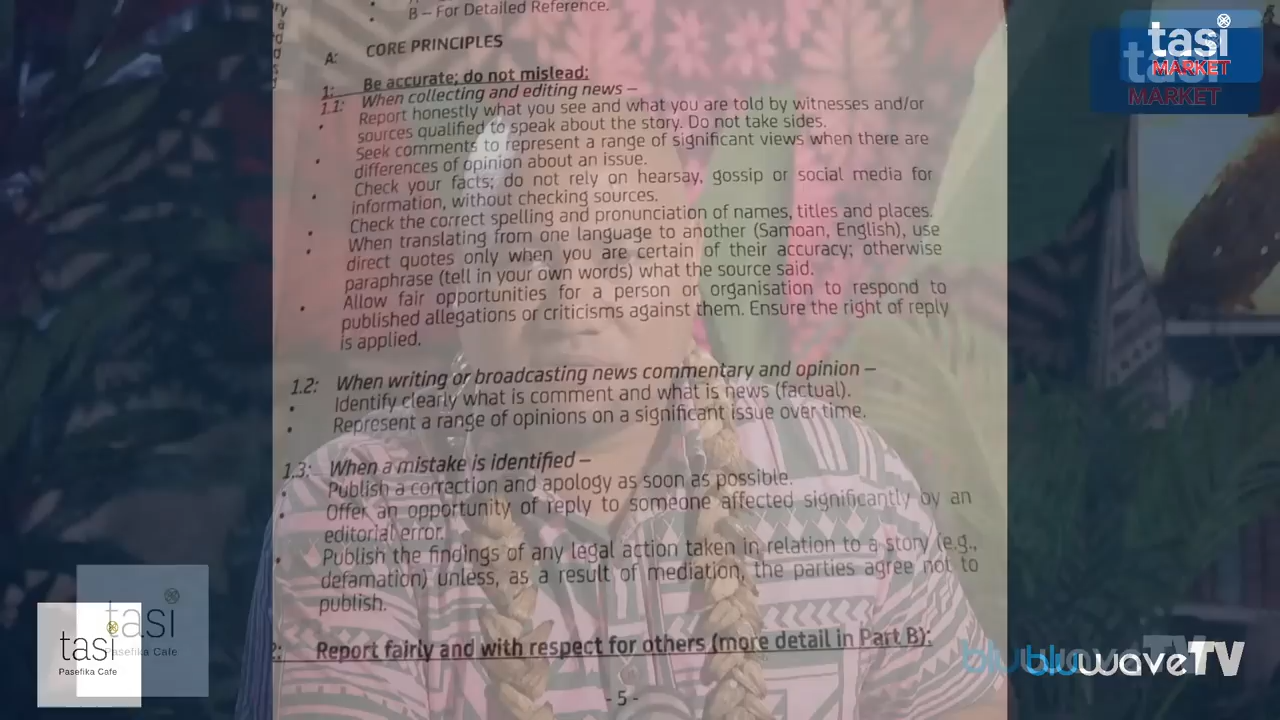 B – For Detailed Reference.
A: CORE PRINCIPLES
1: Be accurate; do not mislead:
1.1: When collecting and editing news –
• Report honestly what you see and what you are told by witnesses and/or
sources qualified to speak about the story. Do not take sides.
• Seek comments to represent a range of significant views when there are
differences of opinion about an issue.
• Check your facts; do not rely on hearsay, gossip or social media for
information, without checking sources.
• Check the correct spelling and pronunciation of names, titles and places.
• When translating from one language to another (Samoan, English), use
direct quotes only when you are certain of their accuracy; otherwise
paraphrase (tell in your own words) what the source said.
• Allow fair opportunities for a person or organisation to respond to
published allegations or criticisms against them. Ensure the right of reply
is applied.
1.2: When writing or broadcasting news commentary and opinion –
• Identify clearly what is comment and what is news (factual).
• Represent a range of opinions on a significant issue over time.
1.3: When a mistake is identified –
• Publish a correction and apology as soon as possible.
• Offer an opportunity of reply to someone affected significantly by an
editorial error.
• Publish the findings of any legal action taken in relation to a story (e.g.,
defamation) unless, as a result of mediation, the parties agree not to
publish.
2: Report fairly and with respect for others (more detail in Part B):
- 5 -
tasi
MARKET
tasi
MARKET
tasi
Pasefika Cafe
tasi
Pasefika Cafe
bluwaveTV